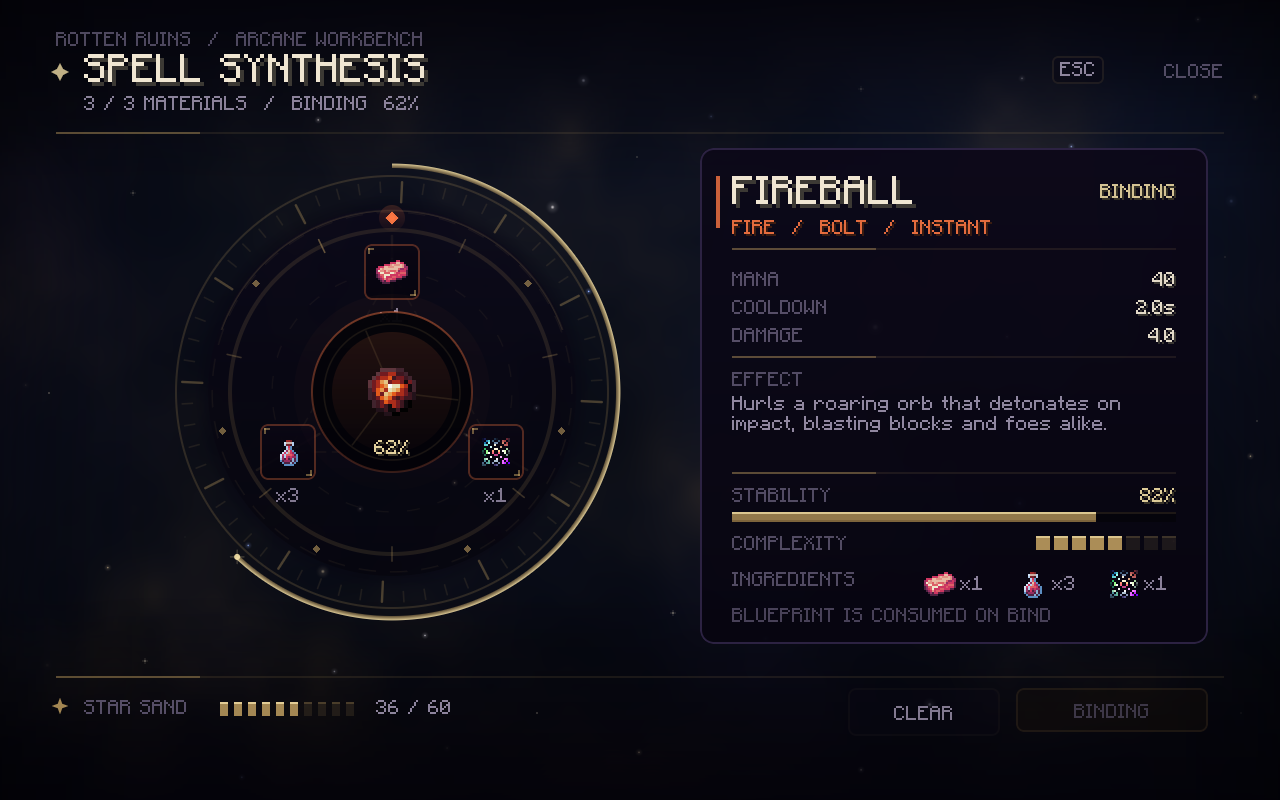 ROTTEN RUINS / ARCANE WORKBENCH
SPELL SYNTHESIS
3 / 3 MATERIALS / BINDING 62%
ESC CLOSE
62%
x3 x1
FIREBALL BINDING
FIRE / BOLT / INSTANT
MANA 40
COOLDOWN 2.0s
DAMAGE 4.0
EFFECT
Hurls a roaring orb that detonates on
impact, blasting blocks and foes alike.
STABILITY 82%
COMPLEXITY
INGREDIENTS x1 x3 x1
BLUEPRINT IS CONSUMED ON BIND
STAR SAND 36 / 60
CLEAR BINDING